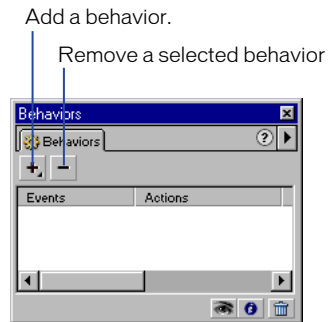 Add a behavior.
Remove a selected behavior
Behaviors
Behaviors
?
+ −
Events Actions